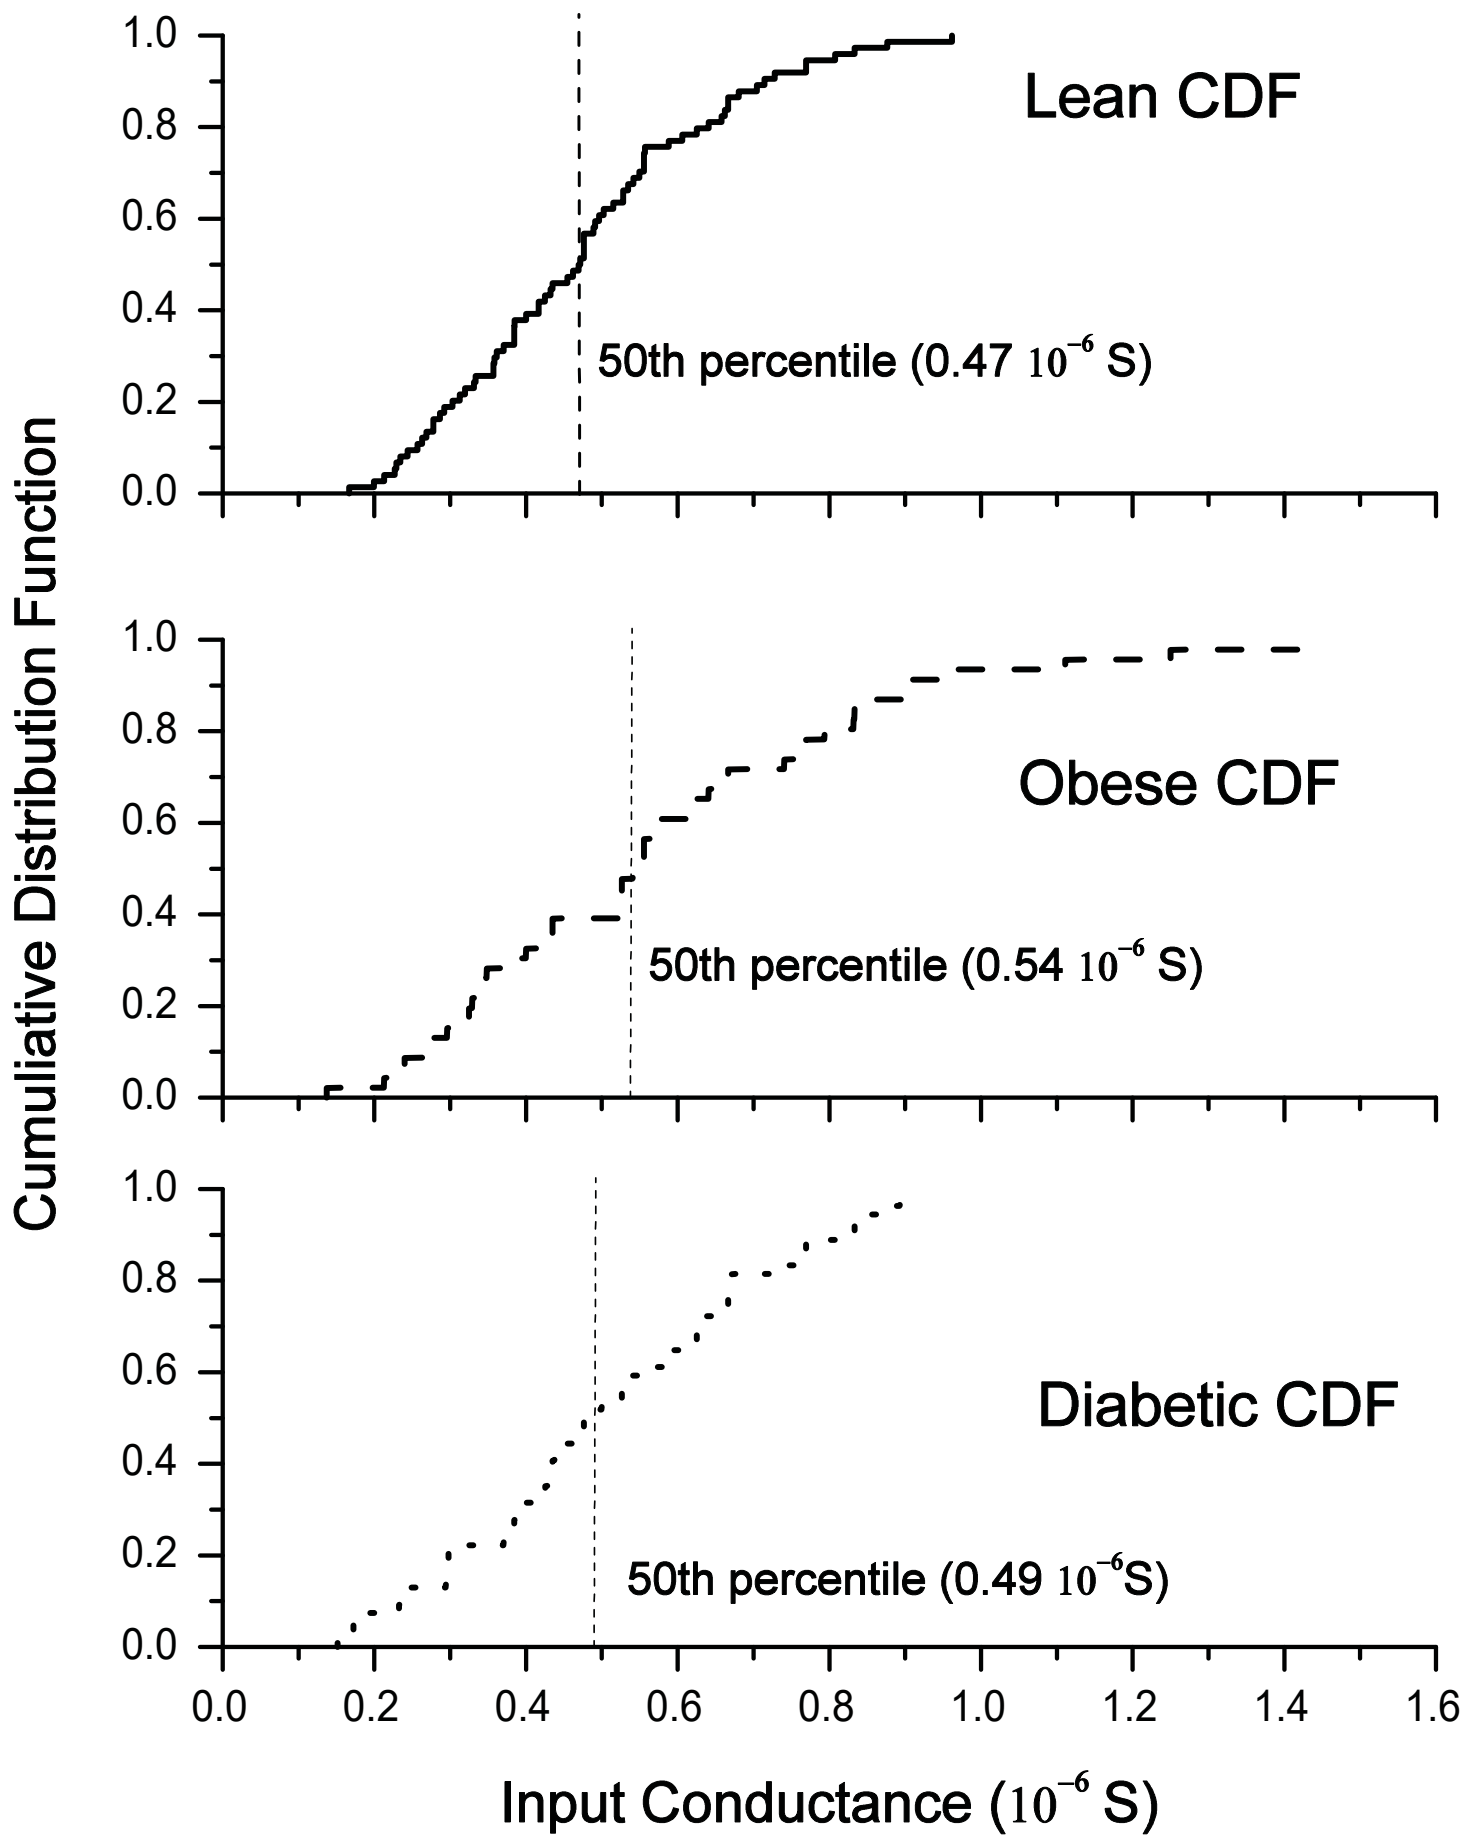 Cumuliative Distribution Function
1.0
0.8
0.6
0.4
0.2
0.0
Lean CDF
50th percentile (0.47 10⁻⁶ S)
1.0
0.8
0.6
0.4
0.2
0.0
Obese CDF
50th percentile (0.54 10⁻⁶ S)
1.0
0.8
0.6
0.4
0.2
0.0
Diabetic CDF
50th percentile (0.49 10⁻⁶S)
0.0 0.2 0.4 0.6 0.8 1.0 1.2 1.4 1.6
Input Conductance (10⁻⁶ S)